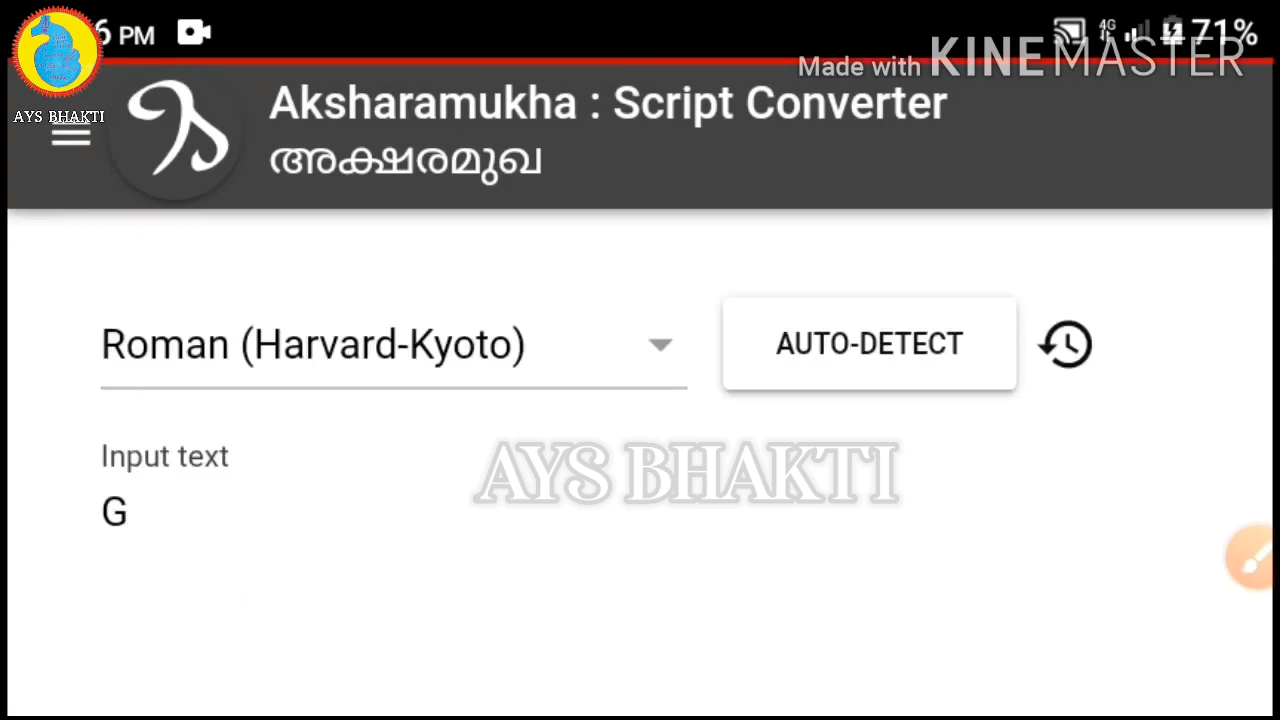 6 PM
4G
71%
Made with KINEMASTER
AYS BHAKTI
Aksharamukha : Script Converter
അക്ഷരമുഖ
Roman (Harvard-Kyoto)
AUTO-DETECT
Input text
AYS BHAKTI
G